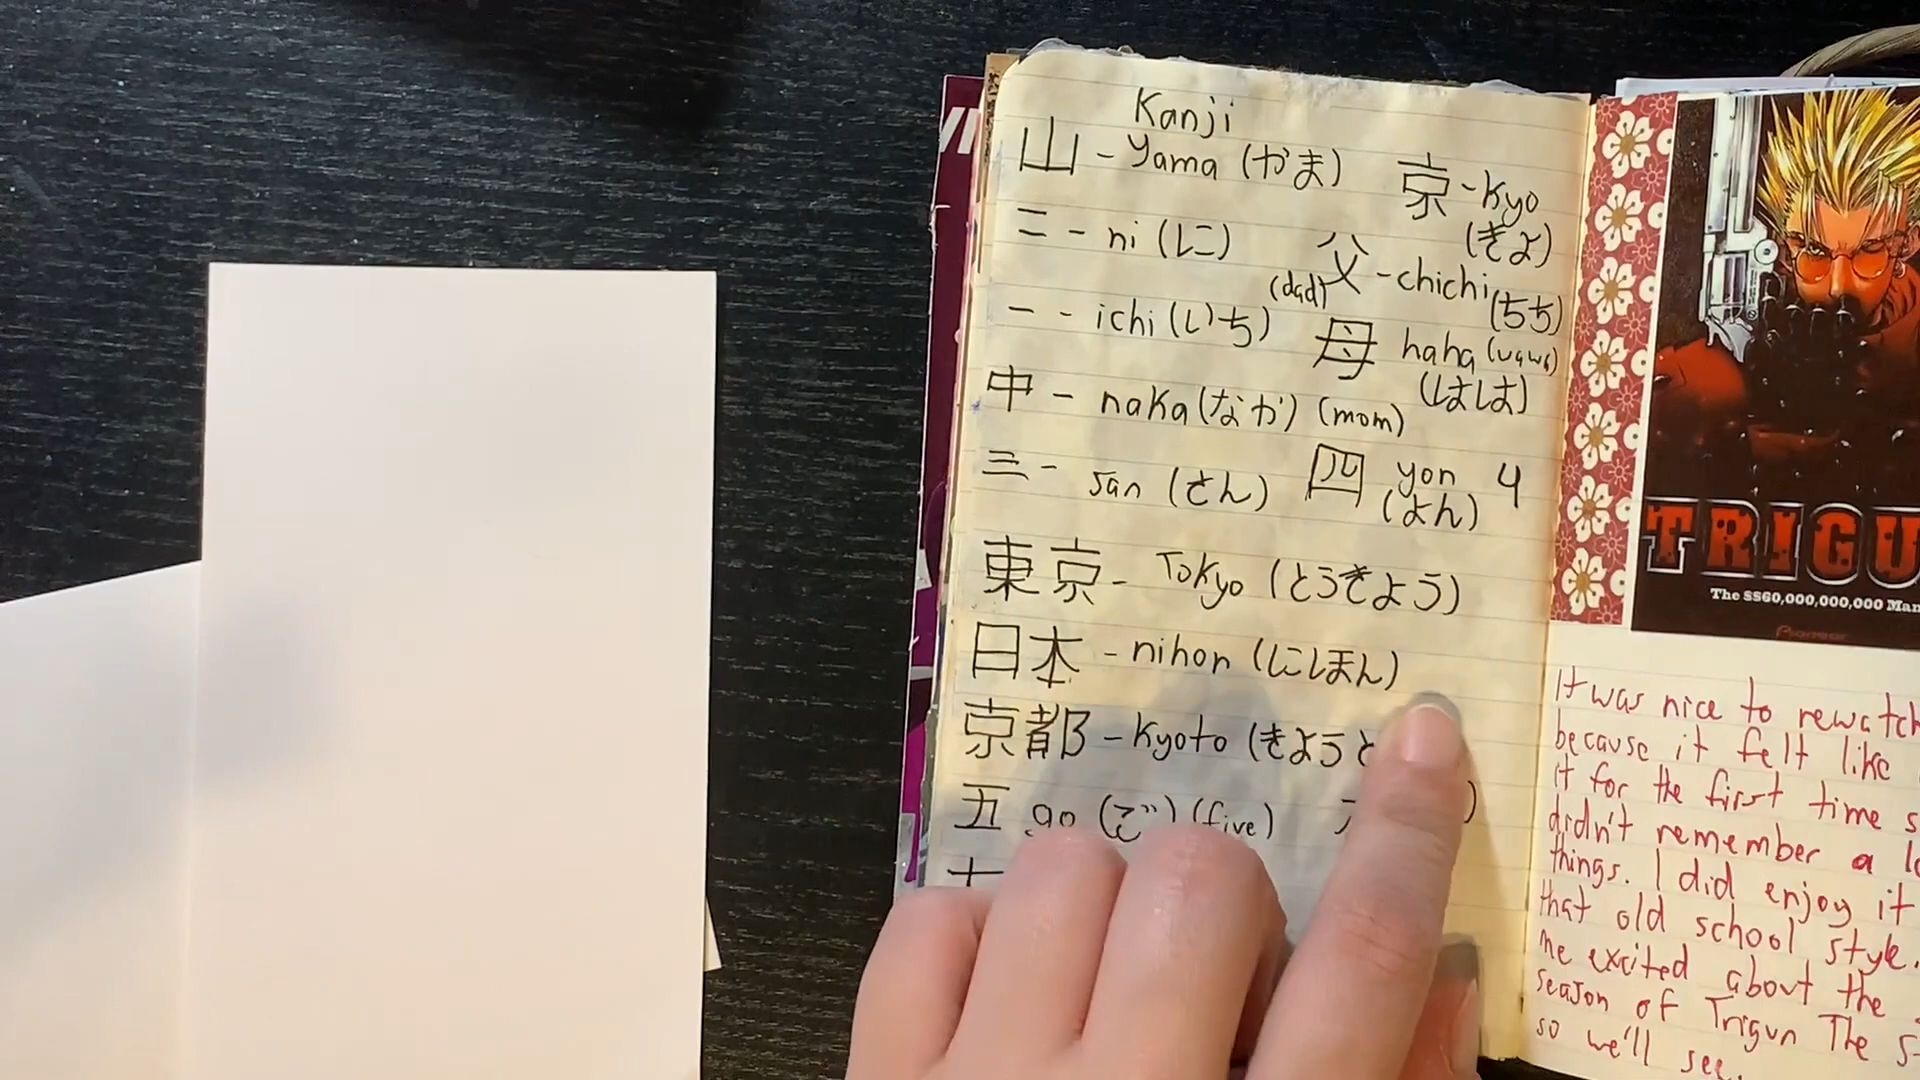 Kanji
山 - Yama (かま)
京 - Kyo
(きよ)
二 - ni (に)
父 - chichi (ちち)
(dad)
一 - ichi (いち)
母 haha
(はは)
中 - naka (なか) (mom)
三 - san (さん)
四 yon 4
(よん)
東京 - Tokyo (とうきよう)
日本 - nihon (にほん)
京都 - Kyoto (きようと
五 go (ご) (five)
TRIGU
The $$60,000,000,000 Man
Pioneer
It was nice to rewatch
because it felt like
it for the first time
didn't remember a
things. I did enjoy it
that old school style.
me excited about the
season of Trigun The
so we'll see.